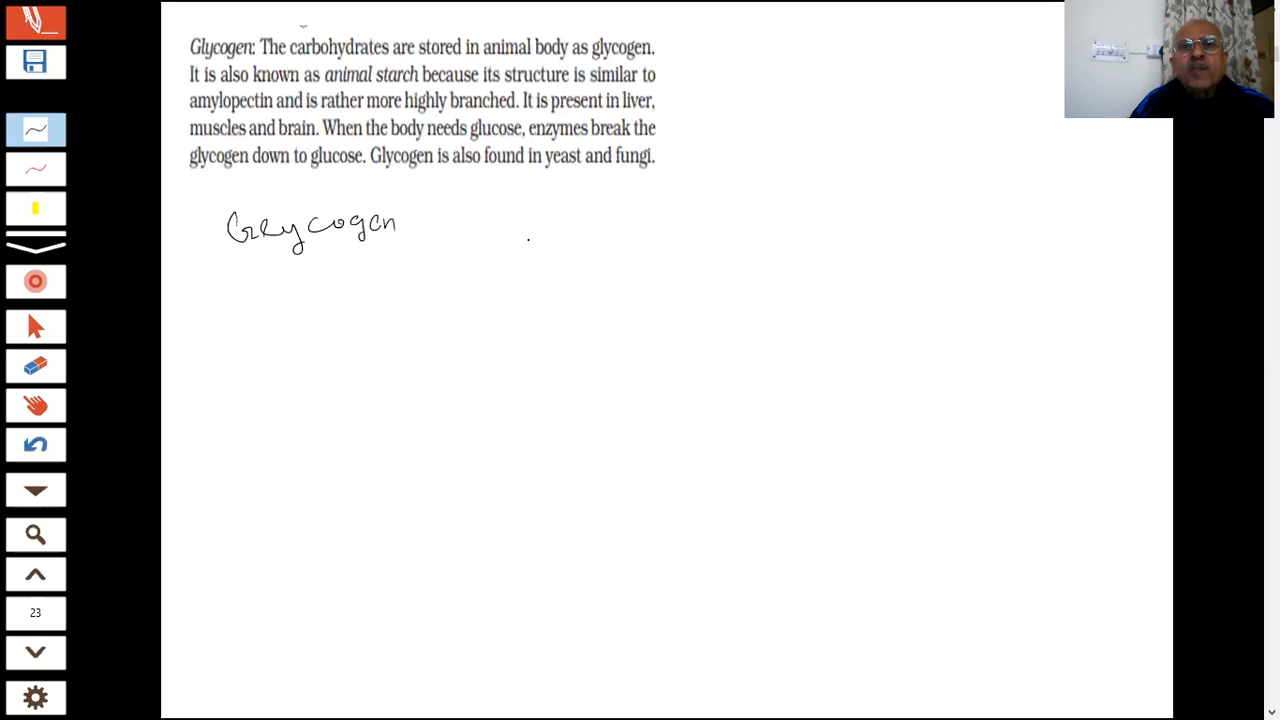 Glycogen: The carbohydrates are stored in animal body as glycogen.
It is also known as animal starch because its structure is similar to
amylopectin and is rather more highly branched. It is present in liver,
muscles and brain. When the body needs glucose, enzymes break the
glycogen down to glucose. Glycogen is also found in yeast and fungi.
Glycogen
23